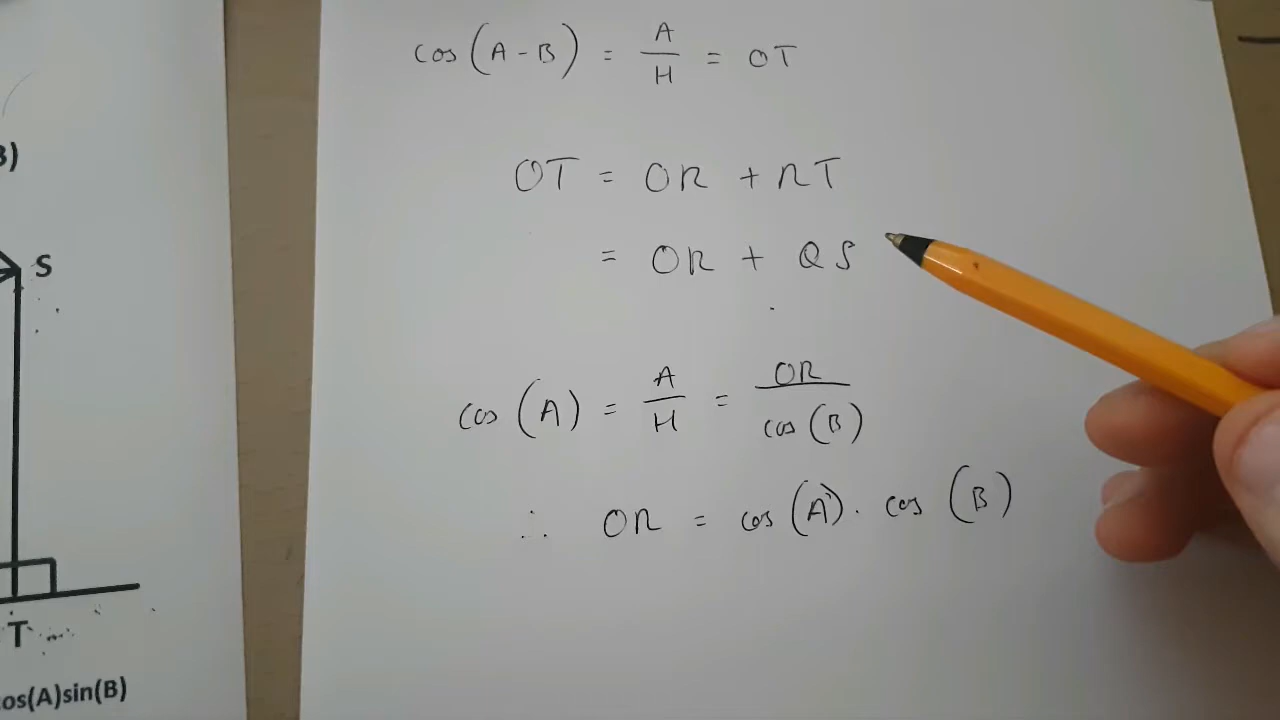 cos(A-B) = A/H = OT
OT = OR + RT
= OR + QS
cos(A) = A/H = OR/cos(B)
∴ OR = cos(A) · cos(B)
B)
S
T
os(A)sin(B)